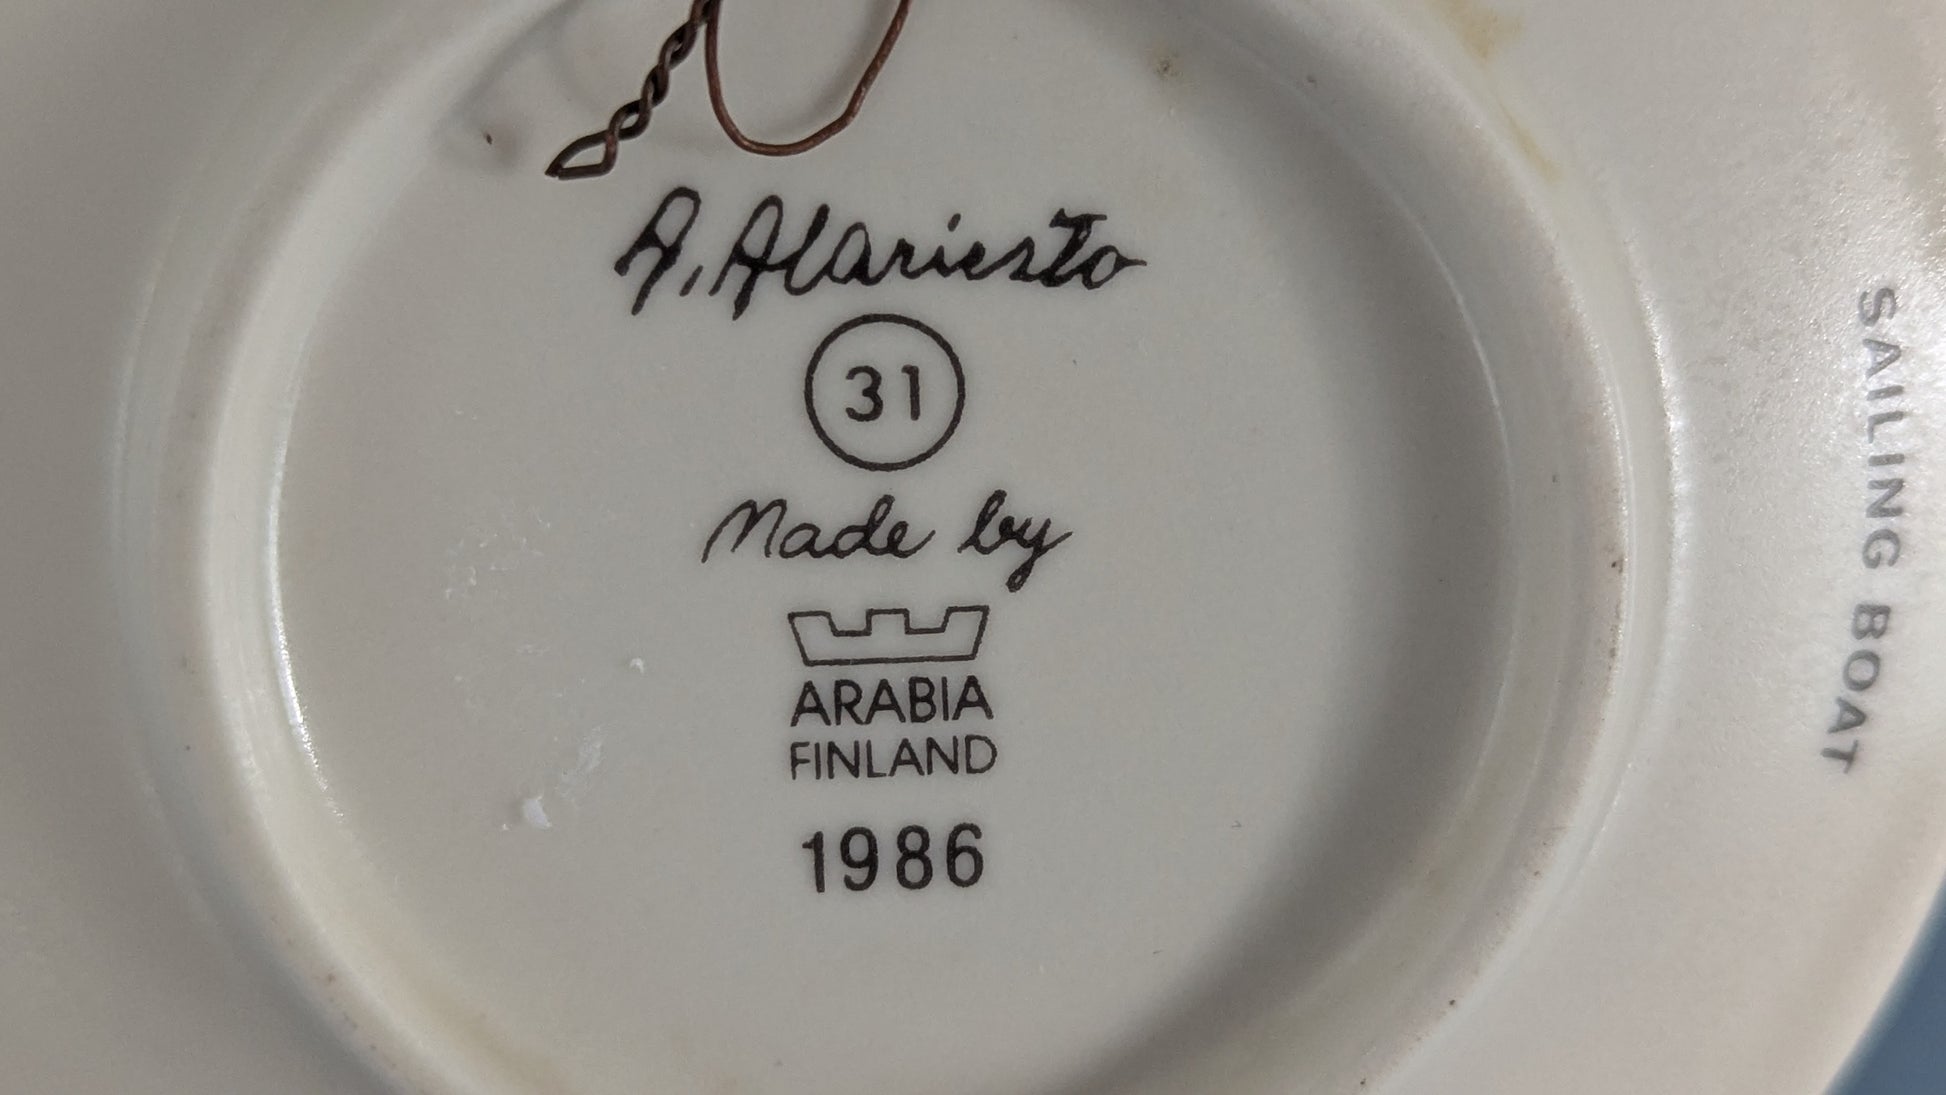 A. Alariesto
31
Made by
ARABIA
FINLAND
1986
SAILING BOAT